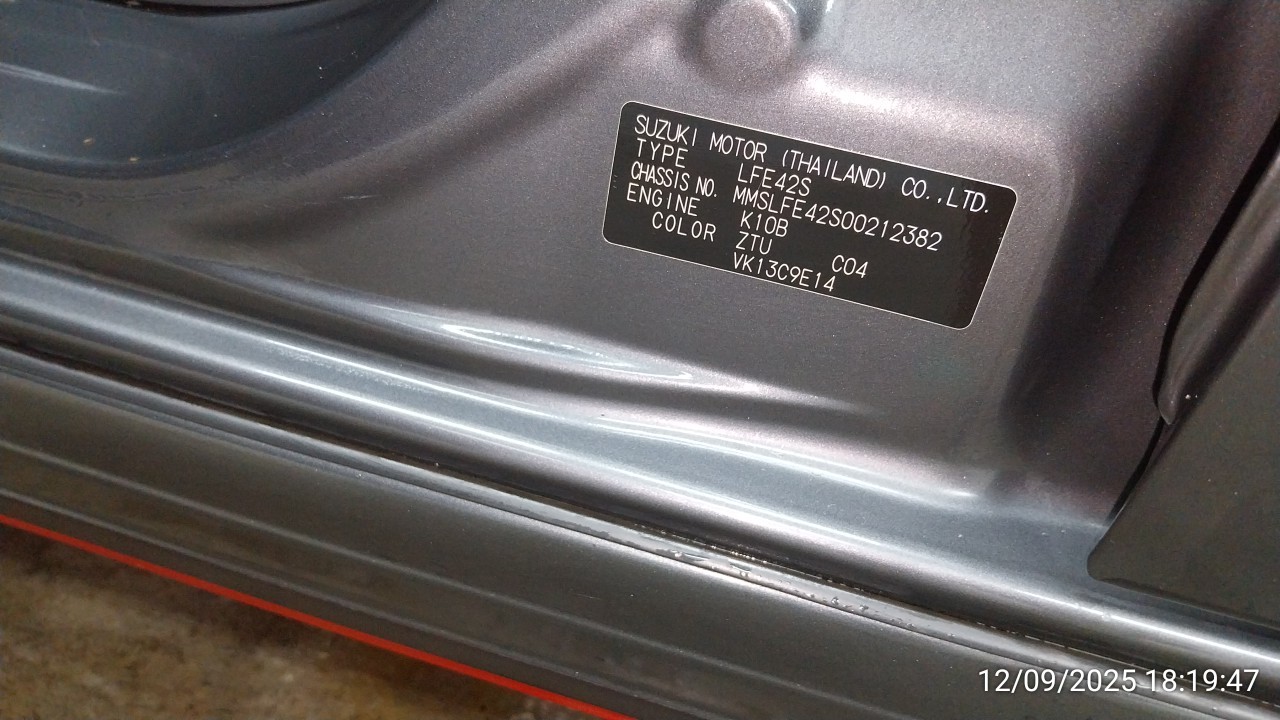 SUZUKI MOTOR (THAILAND) CO.,LTD.
TYPE LFE42S
CHASSIS NO. MMSLFE42S00212382
ENGINE K10B
COLOR ZTU C04
VK13C9E14
12/09/2025 18:19:47